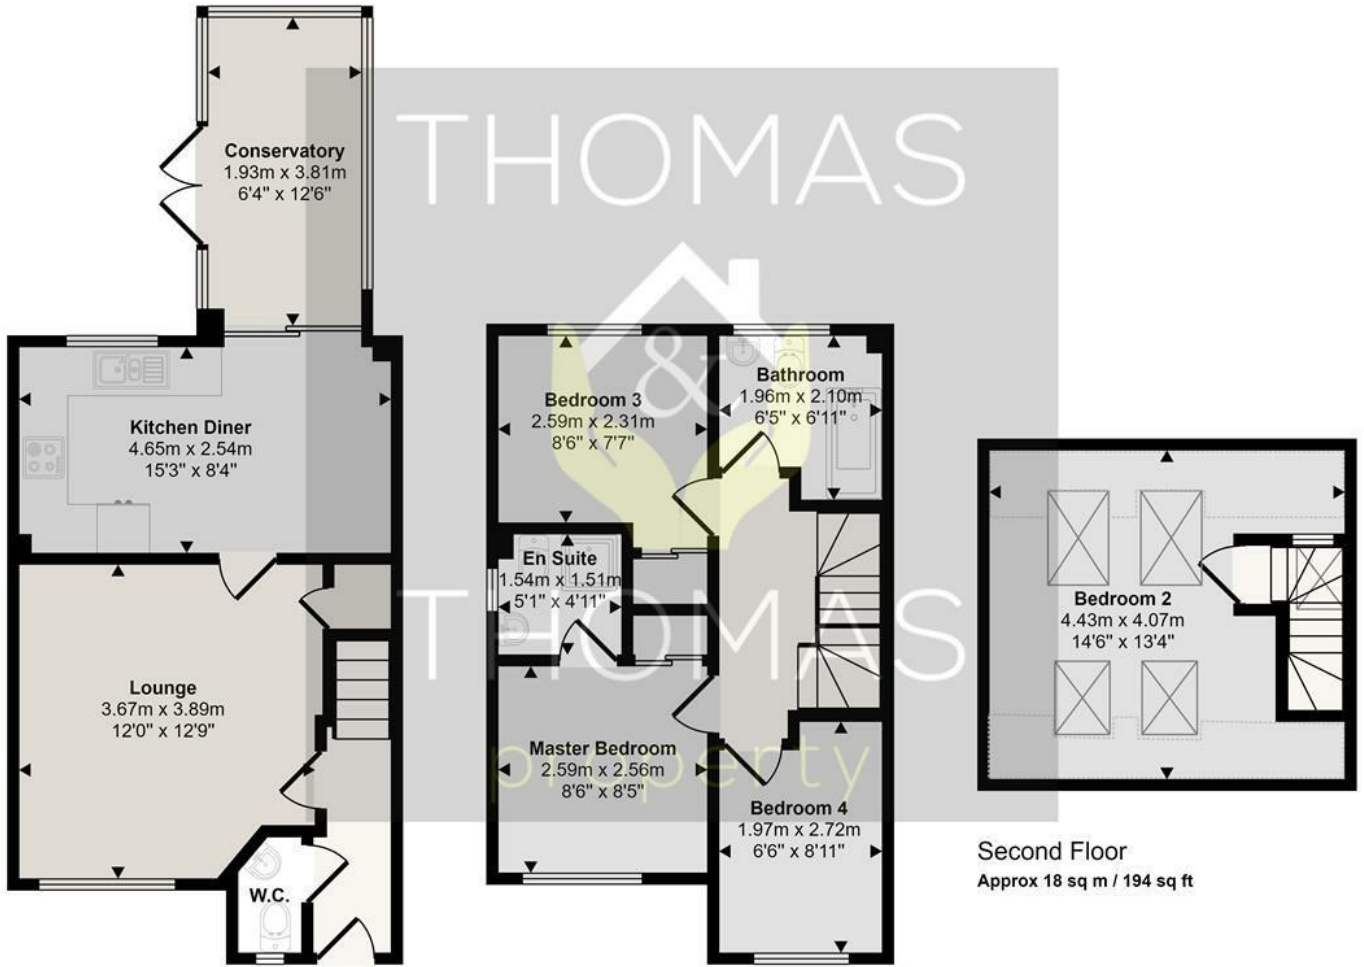 THOMAS
&
THOMAS
property
Conservatory
1.93m x 3.81m
6'4" x 12'6"
Kitchen Diner
4.65m x 2.54m
15'3" x 8'4"
Lounge
3.67m x 3.89m
12'0" x 12'9"
W.C.
Bedroom 3
2.59m x 2.31m
8'6" x 7'7"
Bathroom
1.96m x 2.10m
6'5" x 6'11"
En Suite
1.54m x 1.51m
5'1" x 4'11"
Master Bedroom
2.59m x 2.56m
8'6" x 8'5"
Bedroom 4
1.97m x 2.72m
6'6" x 8'11"
Bedroom 2
4.43m x 4.07m
14'6" x 13'4"
Second Floor
Approx 18 sq m / 194 sq ft